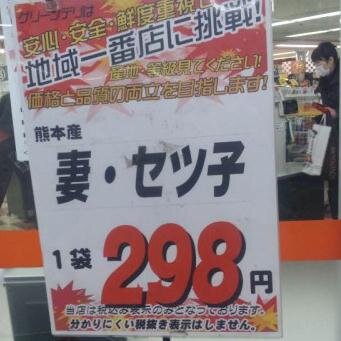 グリーンデリは
安心・安全・鮮度重視し
地域一番店に挑戦!
産地・等級見てください!
価格と品質の両立を目指します!
熊本産
妻・セツ子
1袋 298円
当店は税込み表示のみとなっております。
分かりにくい税抜き表示はしません。